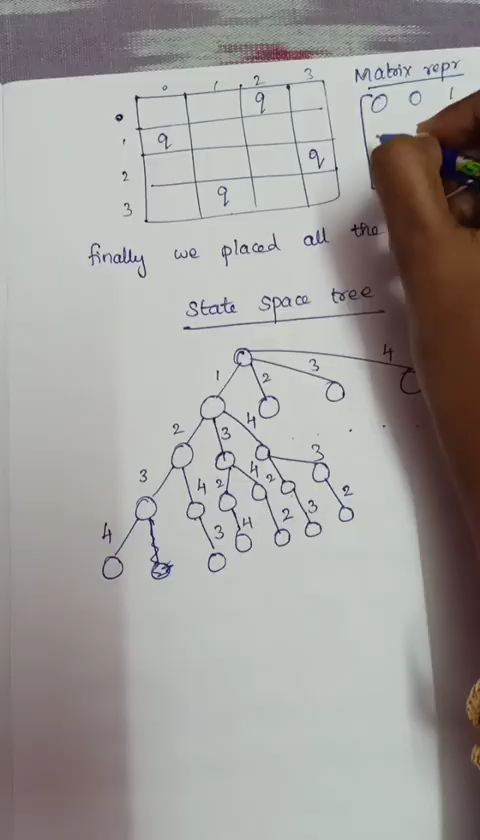 0 1 2 3
Matrix repr
0 q
0 0 1
1 q
2 q
3 q
finally we placed all the
State space tree
1 2 3 4
2 3 4
3 4 2 4 2 3
4 3 4 2 3 2